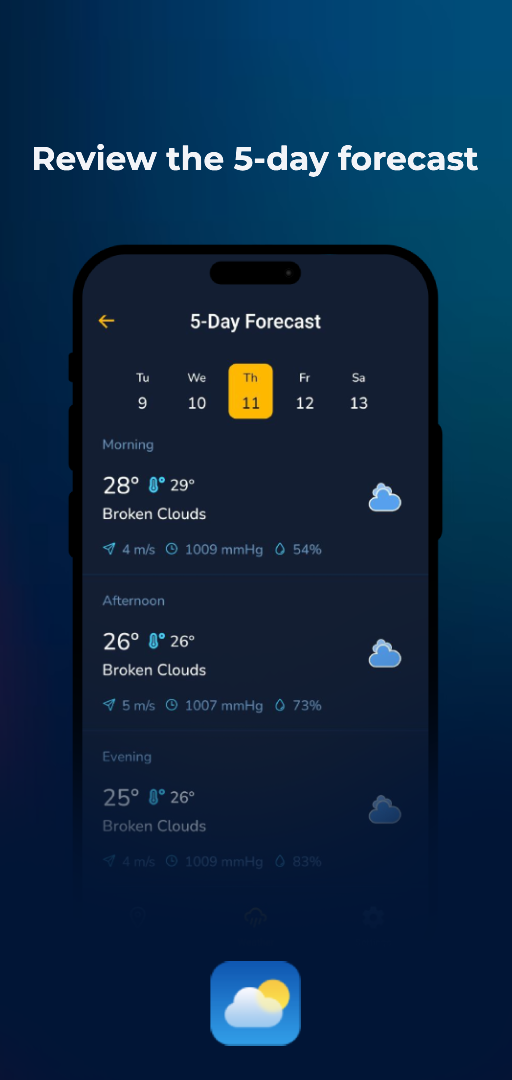 Review the 5-day forecast
5-Day Forecast
Tu We Th Fr Sa
9 10 11 12 13
Morning
28° 29°
Broken Clouds
4 m/s 1009 mmHg 54%
Afternoon
26° 26°
Broken Clouds
5 m/s 1007 mmHg 73%
Evening
25° 26°
Broken Clouds
4 m/s 1009 mmHg 83%